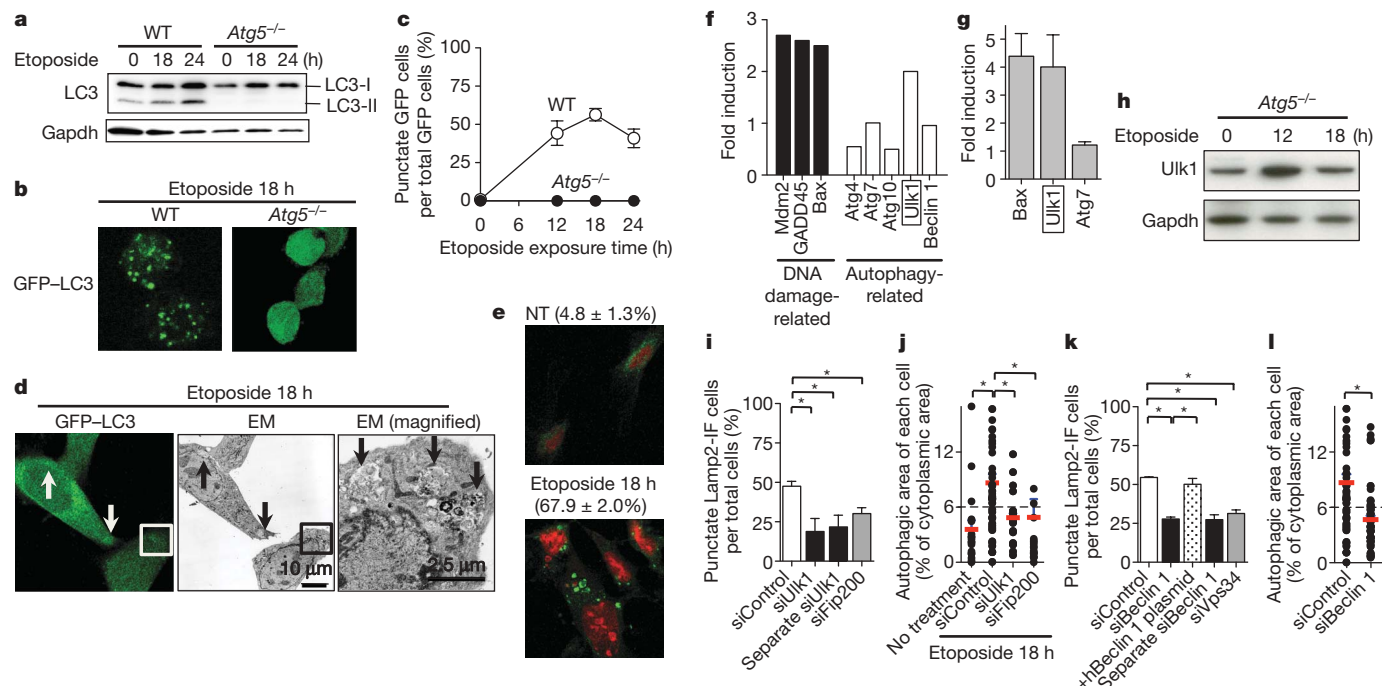 a
WT
Atg5–/–
Etoposide
0 18 24 0 18 24 (h)
LC3
LC3-I
LC3-II
Gapdh
b
Etoposide 18 h
WT
Atg5–/–
GFP–LC3
c
Punctate GFP cells
per total GFP cells (%)
100
75
50
25
0
WT
Atg5–/–
0 6 12 18 24
Etoposide exposure time (h)
d
Etoposide 18 h
GFP–LC3
EM
EM (magnified)
10 μm
2.5 μm
e
NT (4.8 ± 1.3%)
Etoposide 18 h
(67.9 ± 2.0%)
f
Fold induction
3
2
1
0
Mdm2
GADD45
Bax
Atg4
Atg7
Atg10
Ulk1
Beclin 1
DNA
damage-
related
Autophagy-
related
g
Fold induction
5
4
3
2
1
0
Bax
Ulk1
Atg7
h
Atg5–/–
Etoposide
0 12 18 (h)
Ulk1
Gapdh
i
Punctate Lamp2-IF cells
per total cells (%)
100
75
50
25
0
* * *
siControl
siUlk1
Separate siUlk1
siFip200
j
Autophagic area of each cell
(% of cytoplasmic area)
12
6
0
* * *
No treatment
siControl
siUlk1
siFip200
Etoposide 18 h
k
Punctate Lamp2-IF cells
per total cells (%)
100
75
50
25
0
* * * *
siControl
siBeclin 1
+hBeclin 1 plasmid
Separate siBeclin 1
siVps34
l
Autophagic area of each cell
(% of cytoplasmic area)
12
6
0
*
siControl
siBeclin 1